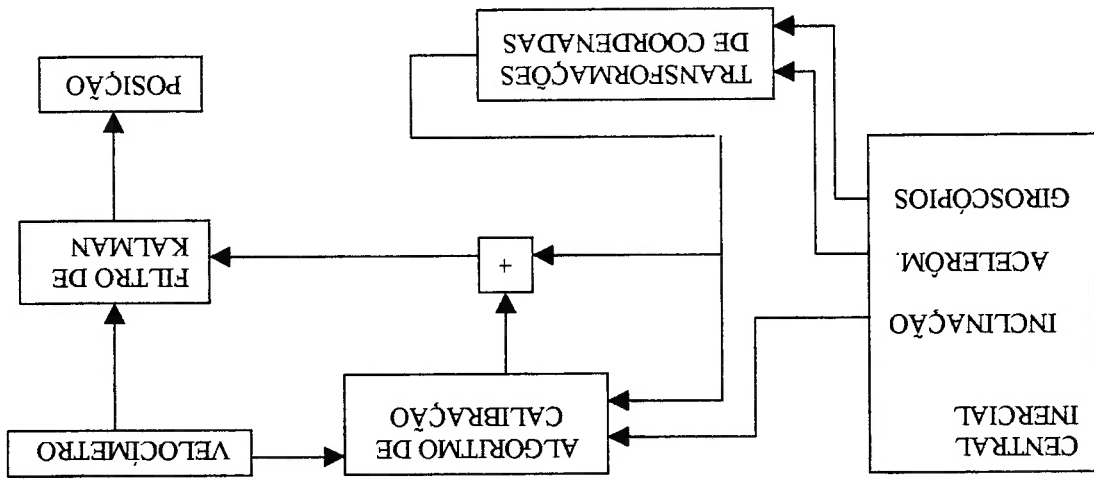 CENTRAL
INERCIAL
INCLINAÇÃO
ACELERÔM.
GIROSCÓPIOS
ALGORITMO DE
CALIBRAÇÃO
VELOCÍMETRO
+
FILTRO DE
KALMAN
TRANSFORMAÇÕES
DE COORDENADAS
POSIÇÃO